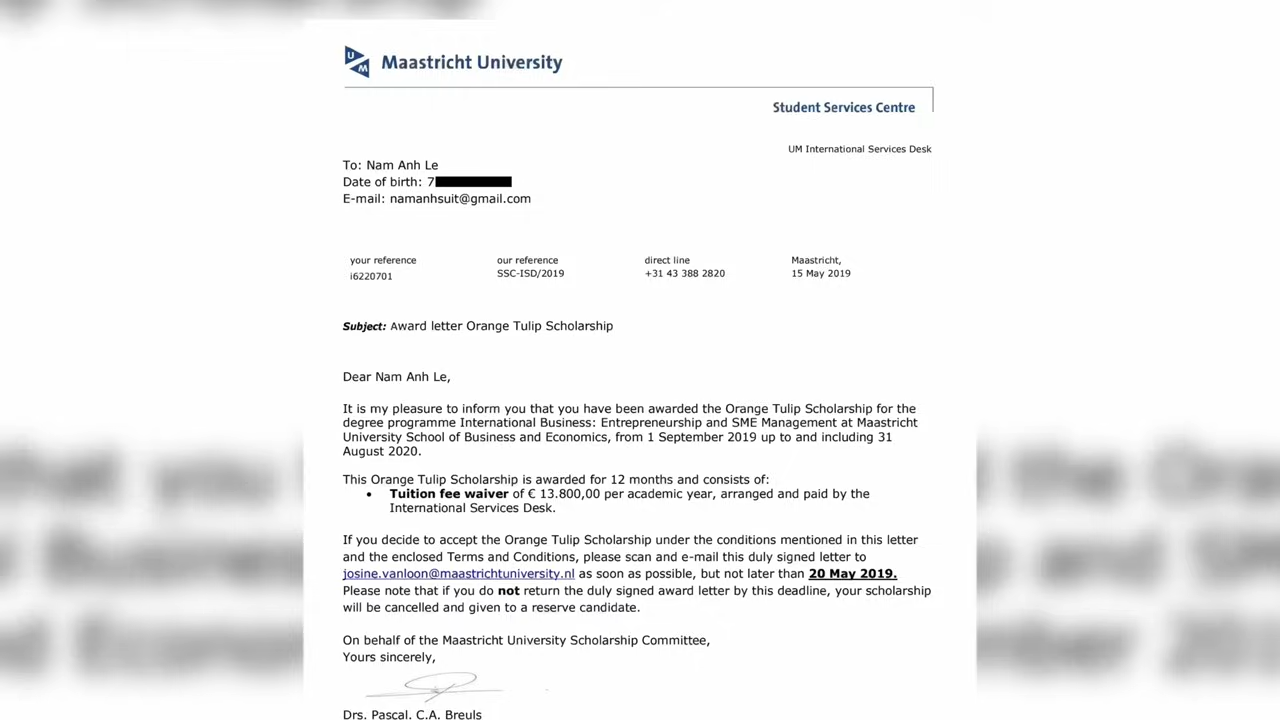 U
M
Maastricht University
Student Services Centre
UM International Services Desk
To: Nam Anh Le
Date of birth: 7
E-mail: namanhsuit@gmail.com
your reference our reference direct line Maastricht,
i6220701 SSC-ISD/2019 +31 43 388 2820 15 May 2019
Subject: Award letter Orange Tulip Scholarship
Dear Nam Anh Le,
It is my pleasure to inform you that you have been awarded the Orange Tulip Scholarship for the
degree programme International Business: Entrepreneurship and SME Management at Maastricht
University School of Business and Economics, from 1 September 2019 up to and including 31
August 2020.
This Orange Tulip Scholarship is awarded for 12 months and consists of:
• Tuition fee waiver of € 13.800,00 per academic year, arranged and paid by the
International Services Desk.
If you decide to accept the Orange Tulip Scholarship under the conditions mentioned in this letter
and the enclosed Terms and Conditions, please scan and e-mail this duly signed letter to
josine.vanloon@maastrichtuniversity.nl as soon as possible, but not later than 20 May 2019.
Please note that if you do not return the duly signed award letter by this deadline, your scholarship
will be cancelled and given to a reserve candidate.
On behalf of the Maastricht University Scholarship Committee,
Yours sincerely,
Drs. Pascal. C.A. Breuls